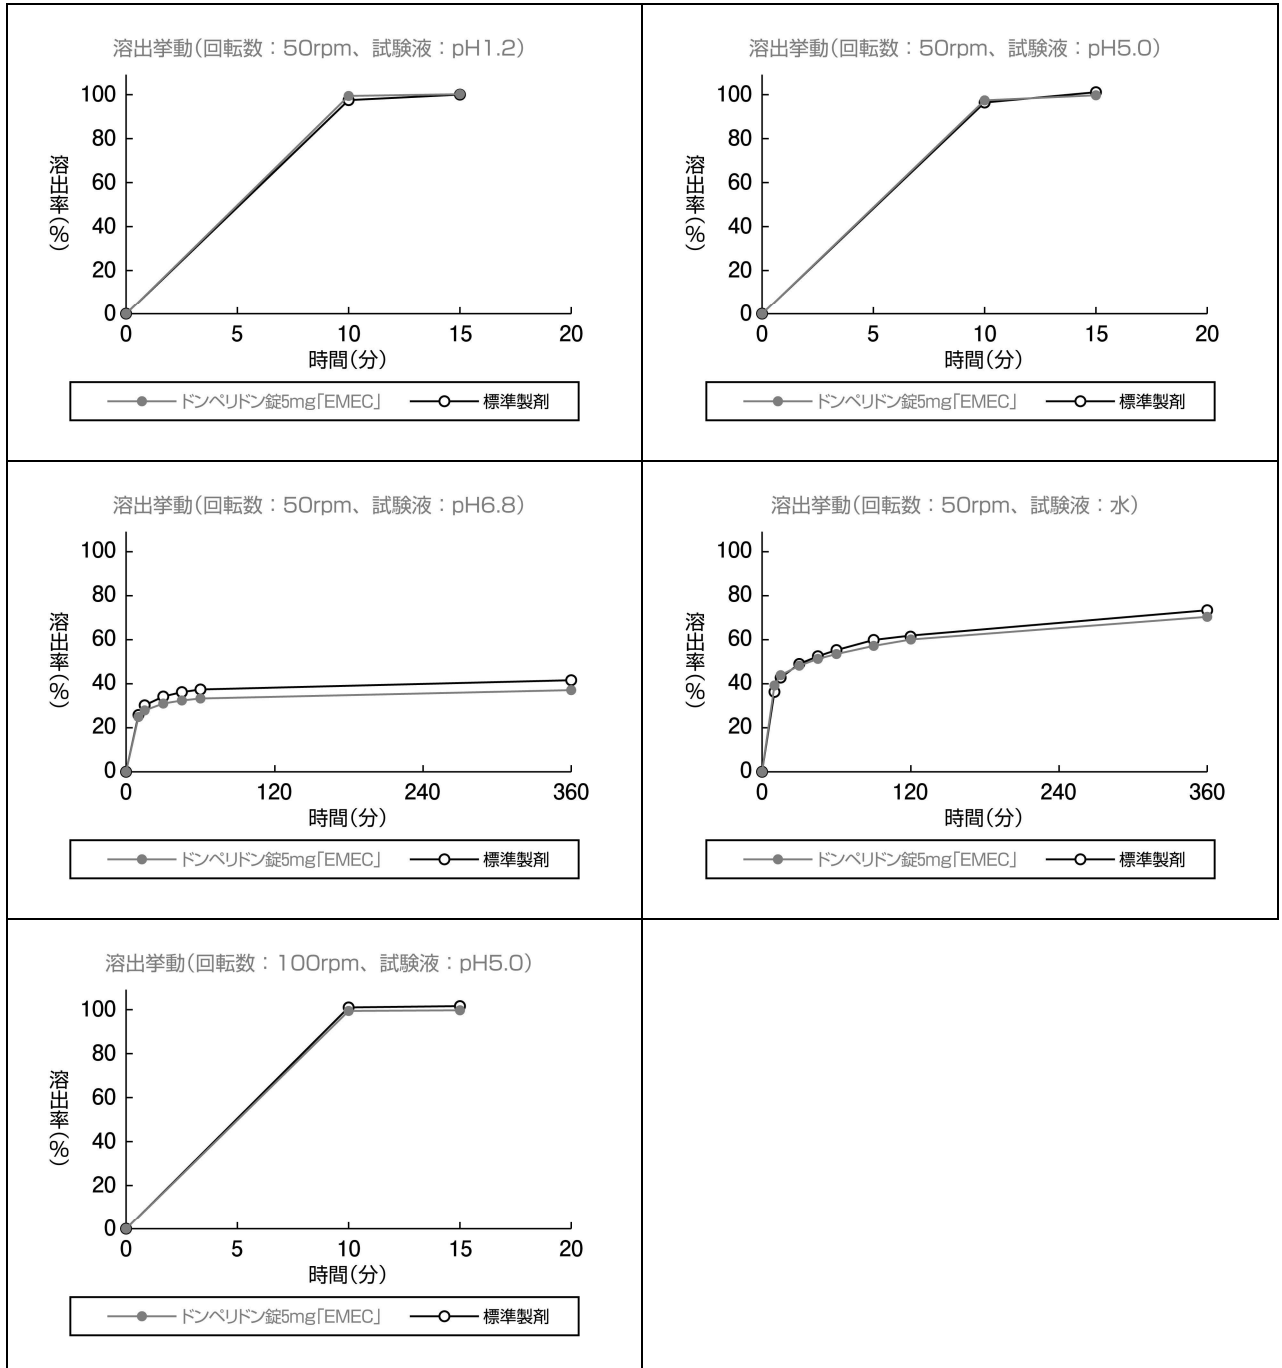 溶出挙動(回転数：50rpm、試験液：pH1.2)
100
80
60
40
20
0
溶出率(%)
0 5 10 15 20
時間(分)
ドンペリドン錠5mg「EMEC」 標準製剤
溶出挙動(回転数：50rpm、試験液：pH5.0)
100
80
60
40
20
0
溶出率(%)
0 5 10 15 20
時間(分)
ドンペリドン錠5mg「EMEC」 標準製剤
溶出挙動(回転数：50rpm、試験液：pH6.8)
100
80
60
40
20
0
溶出率(%)
0 120 240 360
時間(分)
ドンペリドン錠5mg「EMEC」 標準製剤
溶出挙動(回転数：50rpm、試験液：水)
100
80
60
40
20
0
溶出率(%)
0 120 240 360
時間(分)
ドンペリドン錠5mg「EMEC」 標準製剤
溶出挙動(回転数：100rpm、試験液：pH5.0)
100
80
60
40
20
0
溶出率(%)
0 5 10 15 20
時間(分)
ドンペリドン錠5mg「EMEC」 標準製剤